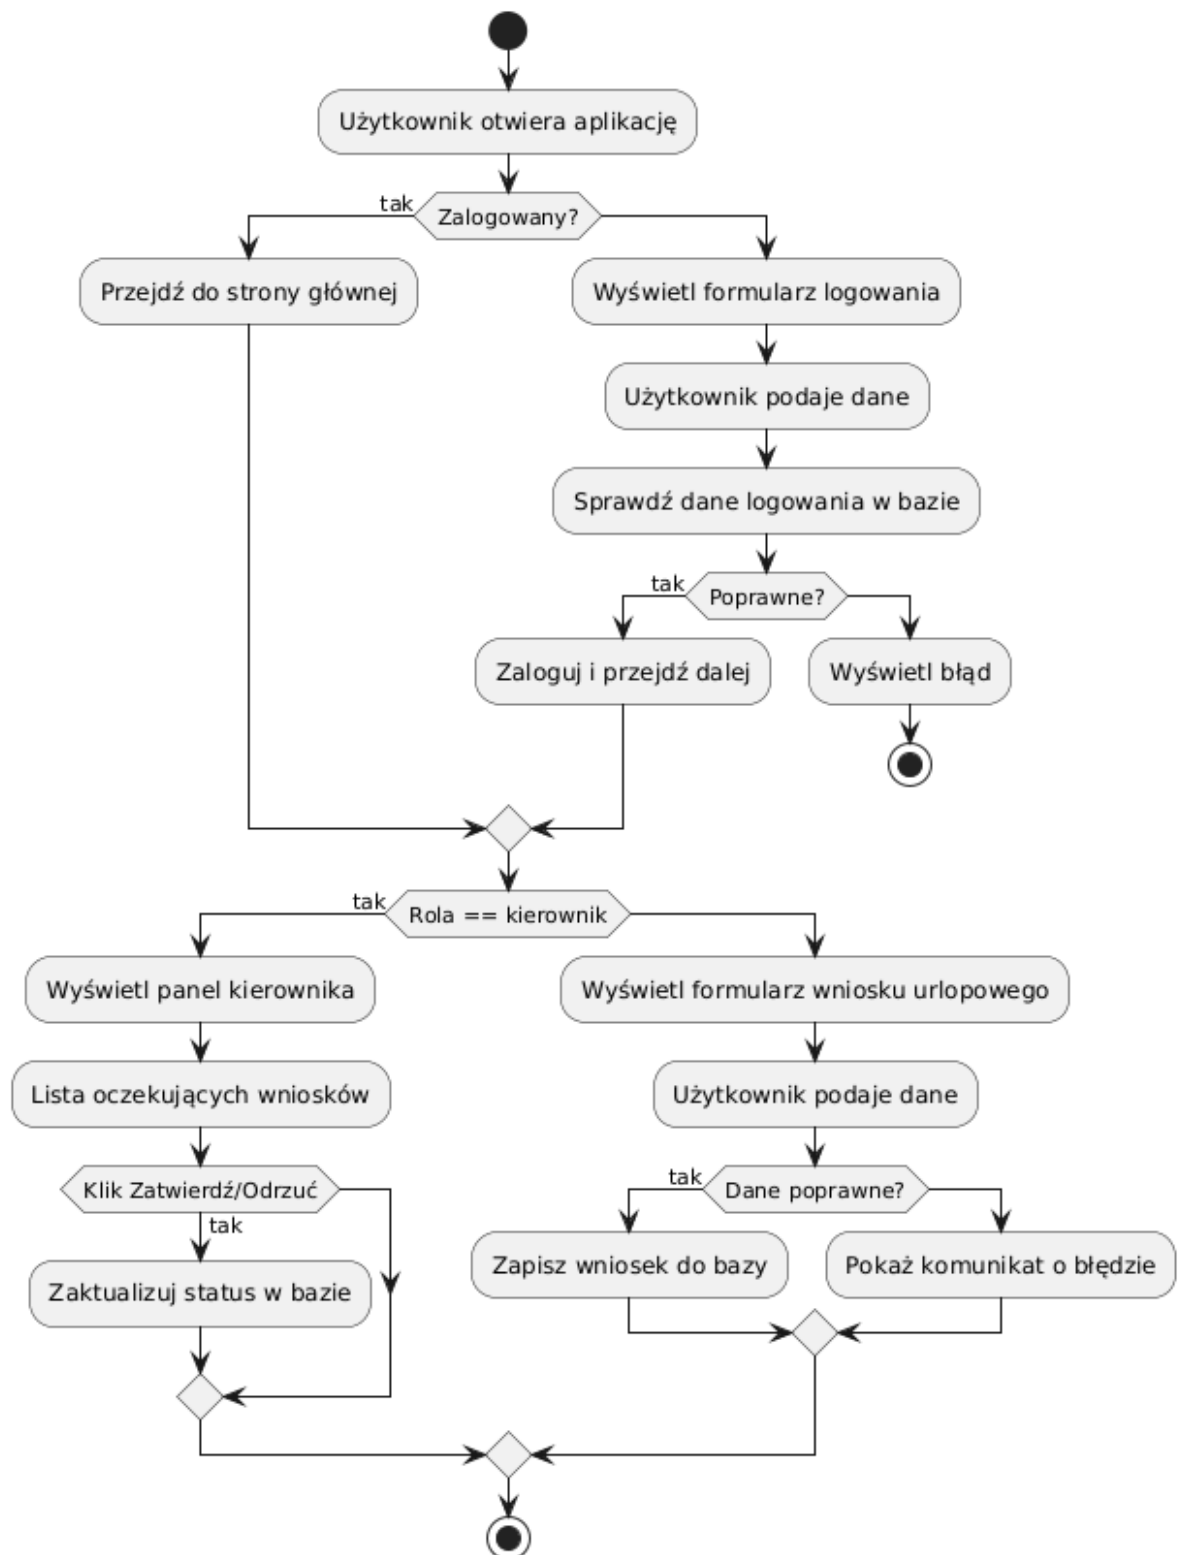 Użytkownik otwiera aplikację
tak
Zalogowany?
Przejdź do strony głównej
Wyświetl formularz logowania
Użytkownik podaje dane
Sprawdź dane logowania w bazie
tak
Poprawne?
Zaloguj i przejdź dalej
Wyświetl błąd
tak
Rola == kierownik
Wyświetl panel kierownika
Wyświetl formularz wniosku urlopowego
Lista oczekujących wniosków
Użytkownik podaje dane
Klik Zatwierdź/Odrzuć
tak
tak
Dane poprawne?
Zaktualizuj status w bazie
Zapisz wniosek do bazy
Pokaż komunikat o błędzie